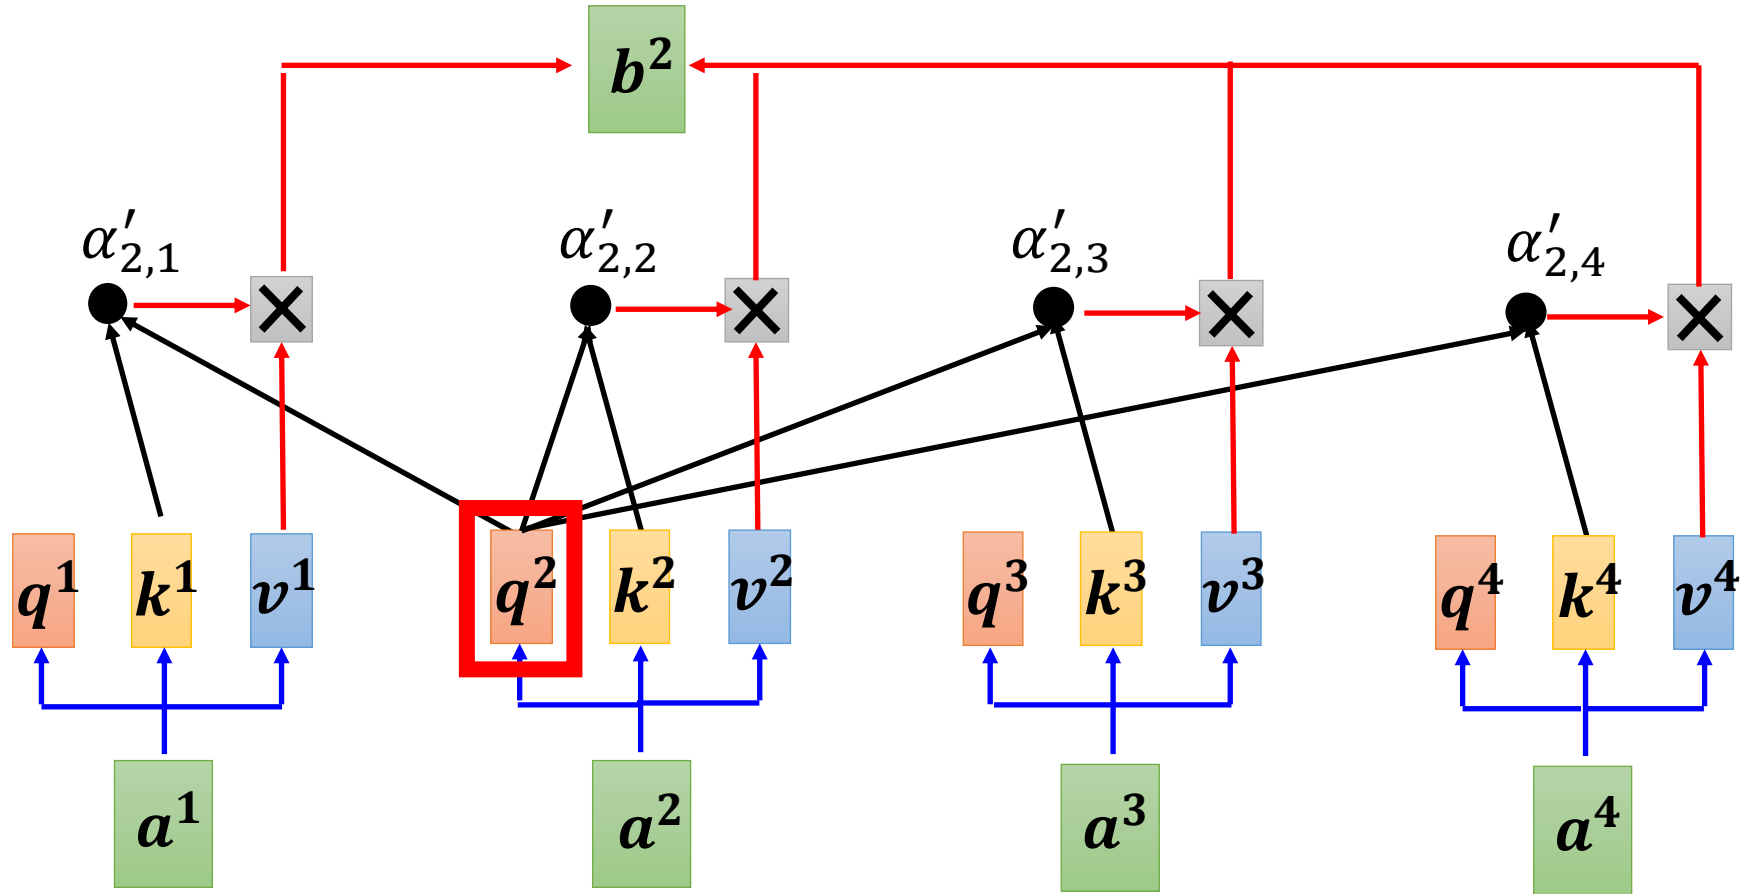 b²
α′₂,₁ α′₂,₂ α′₂,₃ α′₂,₄
× × × ×
q¹ k¹ v¹ q² k² v² q³ k³ v³ q⁴ k⁴ v⁴
a¹ a² a³ a⁴